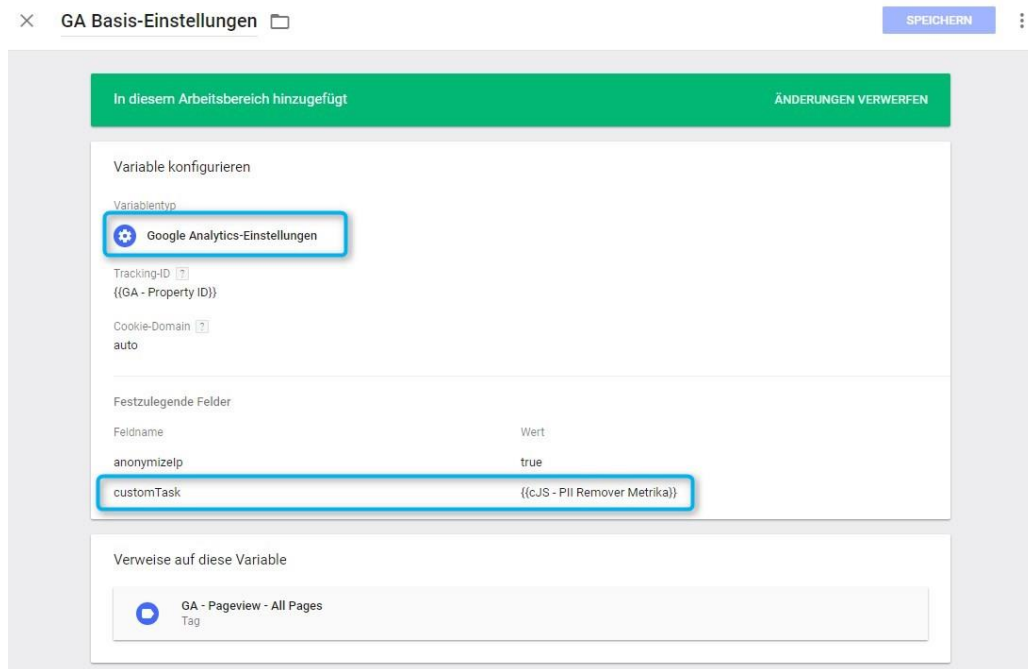 GA Basis-Einstellungen
SPEICHERN
In diesem Arbeitsbereich hinzugefügt
ÄNDERUNGEN VERWERFEN
Variable konfigurieren
Variablentyp
Google Analytics-Einstellungen
Tracking-ID ?
{{GA - Property ID}}
Cookie-Domain ?
auto
Festzulegende Felder
Feldname Wert
anonymizeIp true
customTask {{cJS - PII Remover Metrika}}
Verweise auf diese Variable
GA - Pageview - All Pages
Tag